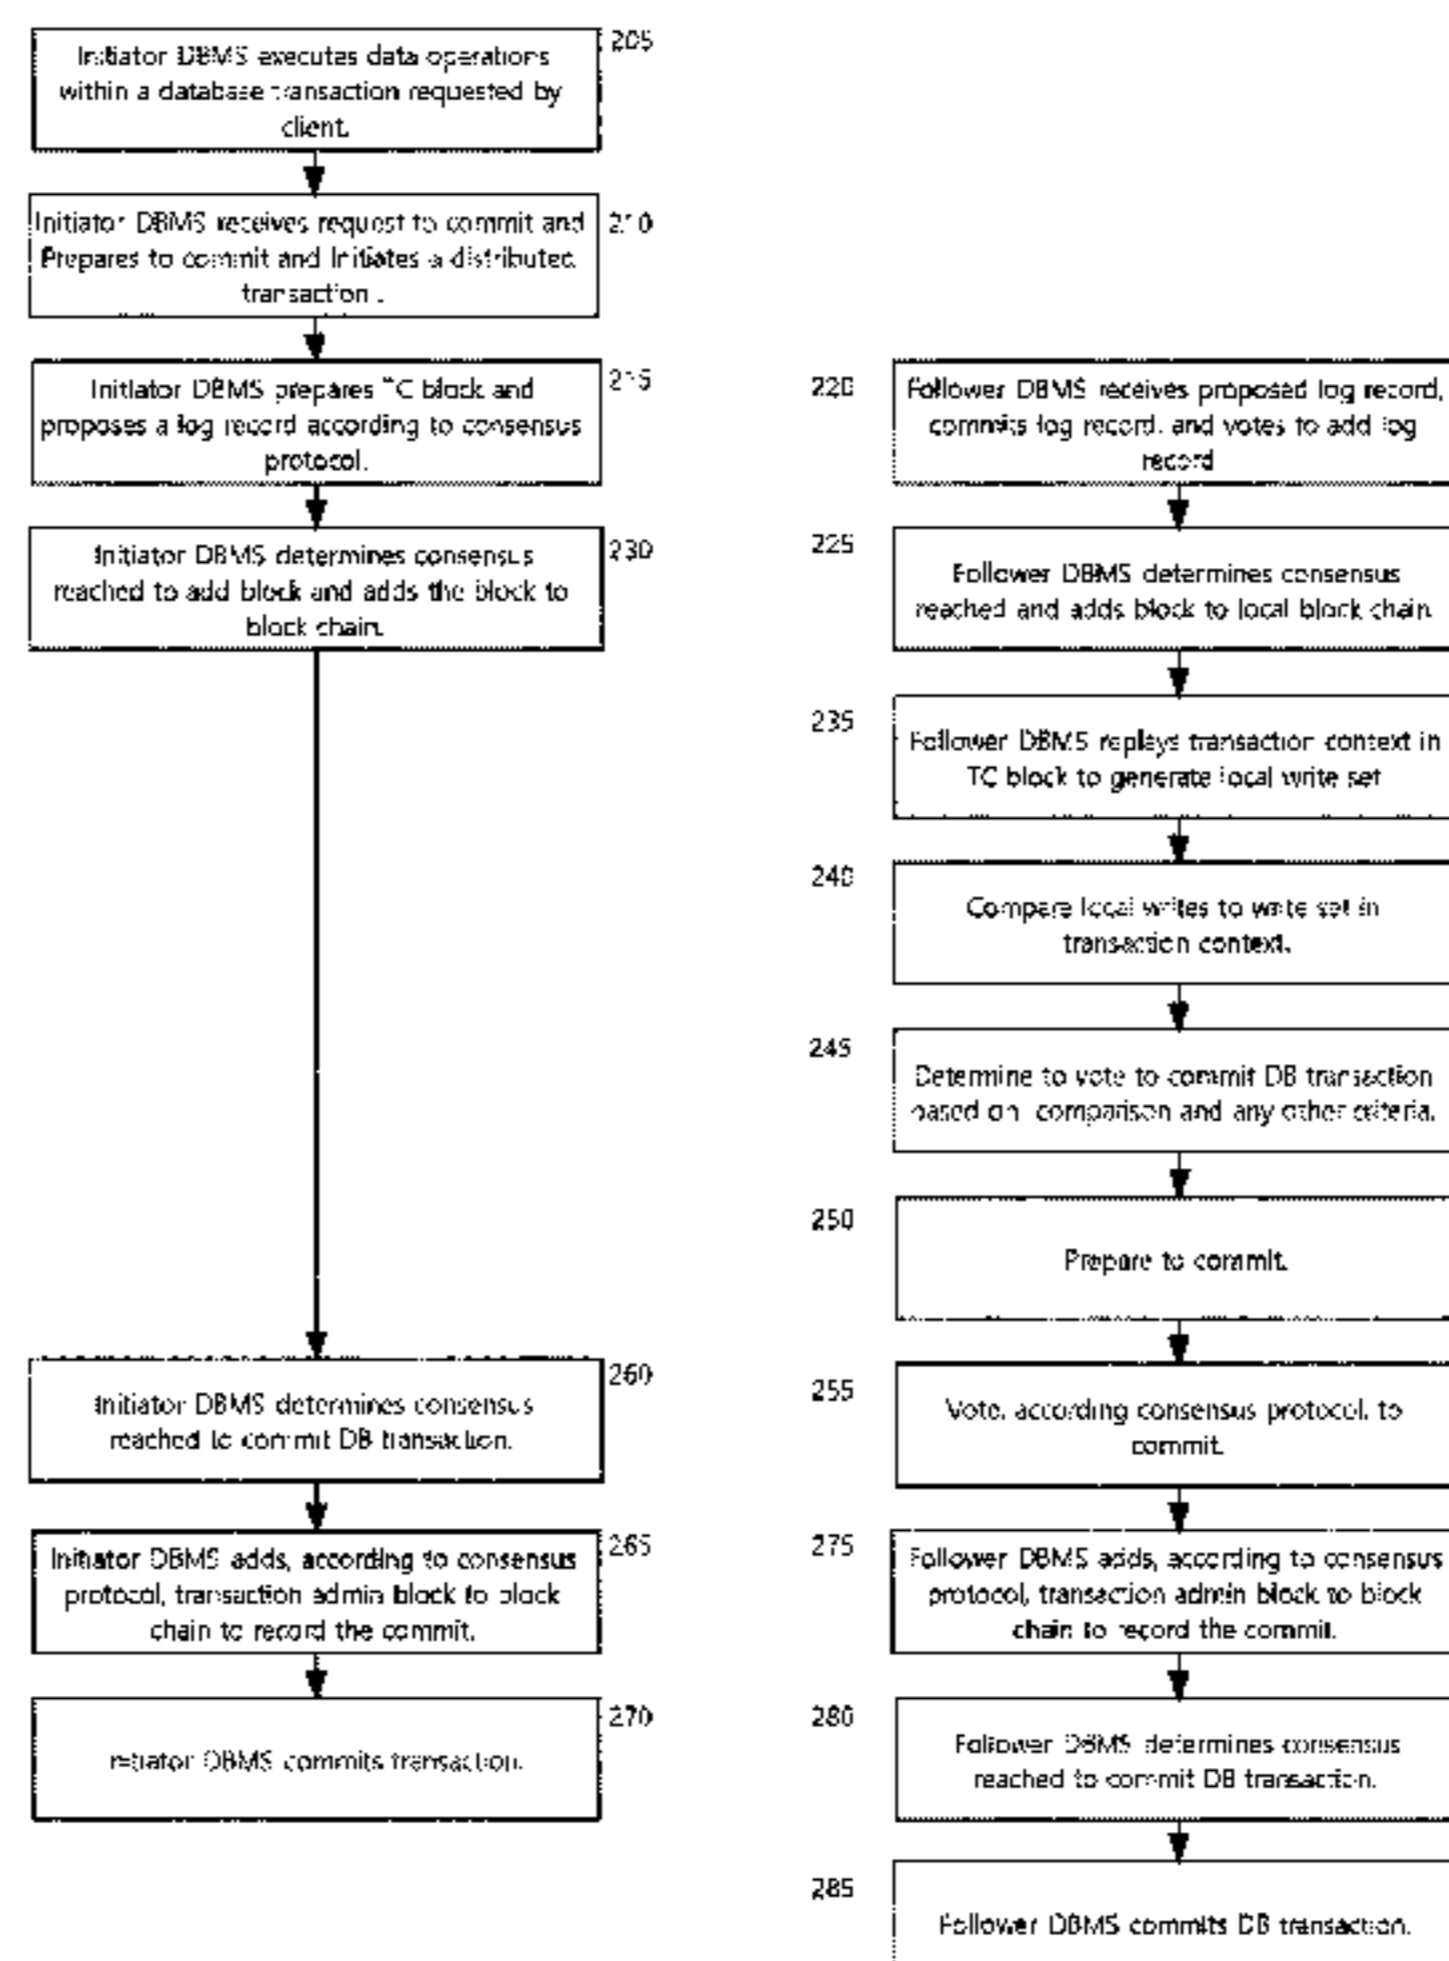 Initiator DBMS executes data operations
within a database transaction requested by
client.
205
Initiator DBMS receives request to commit and
Prepares to commit and Initiates a distributed
transaction .
210
Initiator DBMS prepares TC block and
proposes a log record according to consensus
protocol.
215
Initiator DBMS determines consensus
reached to add block and adds the block to
block chain.
230
Initiator DBMS determines consensus
reached to commit DB transaction.
260
Initiator DBMS adds, according to consensus
protocol, transaction admin block to block
chain to record the commit.
265
Initiator DBMS commits transaction.
270
220
Follower DBMS receives proposed log record,
commits log record, and votes to add log
record
225
Follower DBMS determines consensus
reached and adds block to local block chain
235
Follower DBMS replays transaction context in
TC block to generate local write set
240
Compare local writes to write set in
transaction context.
245
Determine to vote to commit DB transaction
based on comparison and any other criteria.
250
Prepare to commit.
255
Vote, according consensus protocol, to
commit.
275
Follower DBMS adds, according to consensus
protocol, transaction admin block to block
chain to record the commit.
280
Follower DBMS determines consensus
reached to commit DB transaction.
285
Follower DBMS commits DB transaction.